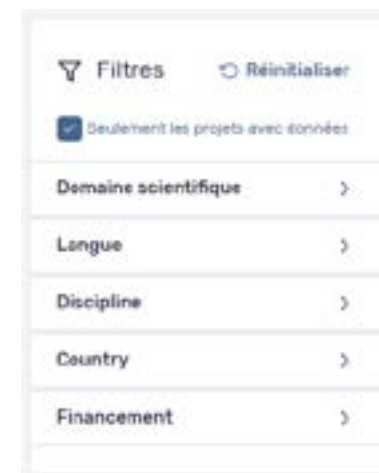 Filtres Réinitialiser
Seulement les projets avec données
Domaine scientifique
Langue
Discipline
Country
Financement